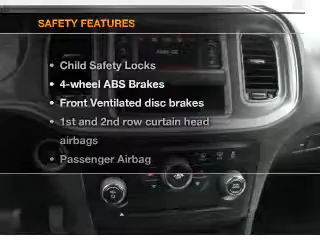 SAFETY FEATURES
• Child Safety Locks
• 4-wheel ABS Brakes
• Front Ventilated disc brakes
• 1st and 2nd row curtain head
airbags
• Passenger Airbag